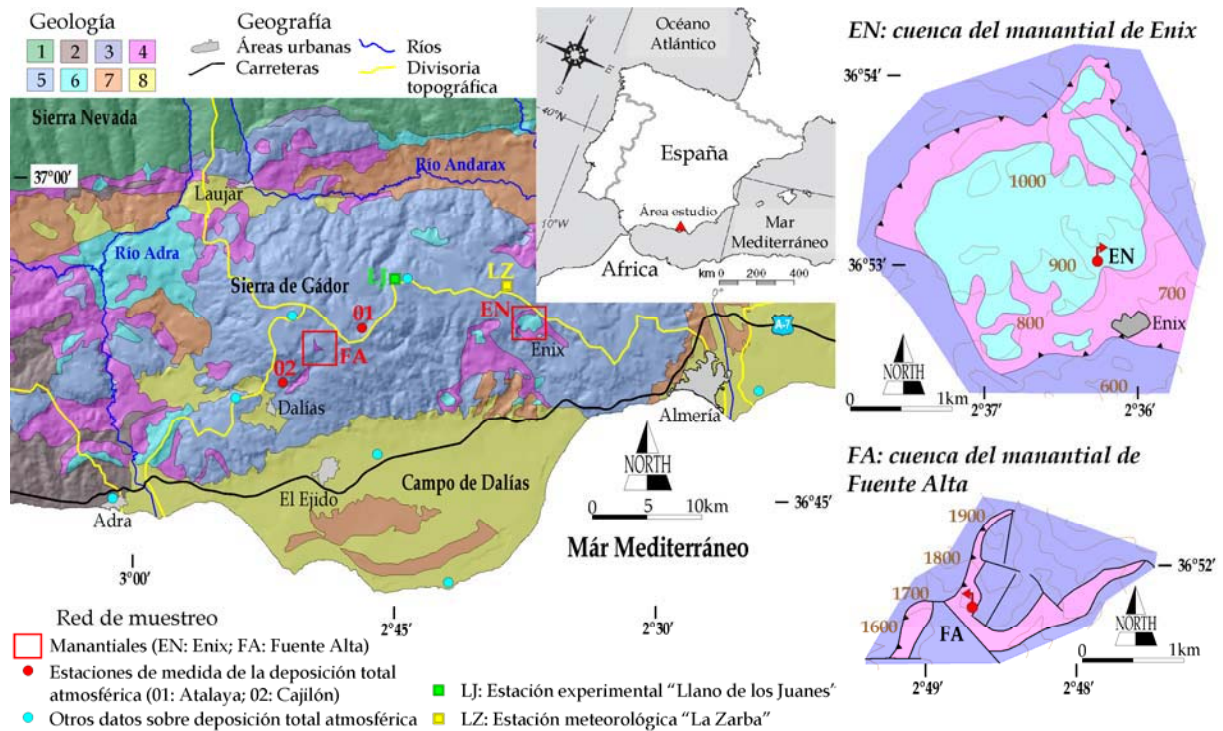 Geología
1 2 3 4
5 6 7 8
Geografía
Áreas urbanas
Carreteras
Ríos
Divisoria
topográfica
Sierra Nevada
37°00′
Laujar
Río Andarax
Río Adra
Sierra de Gádor
LJ
LZ
EN
Enix
01
FA
02
Dalías
A-7
Almería
El Ejido
Campo de Dalías
Adra
NORTH
0 5 10km
36°45′
Már Mediterráneo
3°00′
2°45′
2°30′
N
W
E
S
Océano
Atlántico
40°N
España
10°W
Área estudio
Mar
Mediterráneo
Africa
km 0 200 400
0°
EN: cuenca del manantial de Enix
36°54′
1000
36°53′
EN
900
700
800
Enix
600
NORTH
0 1km
2°37′
2°36′
FA: cuenca del manantial de
Fuente Alta
1900
1800
36°52′
1700
1600
FA
NORTH
0 1km
2°49′
2°48′
Red de muestreo
Manantiales (EN: Enix; FA: Fuente Alta)
Estaciones de medida de la deposición total
atmosférica (01: Atalaya; 02: Cajilón)
Otros datos sobre deposición total atmosférica
LJ: Estación experimental “Llano de los Juanes”
LZ: Estación meteorológica “La Zarba”